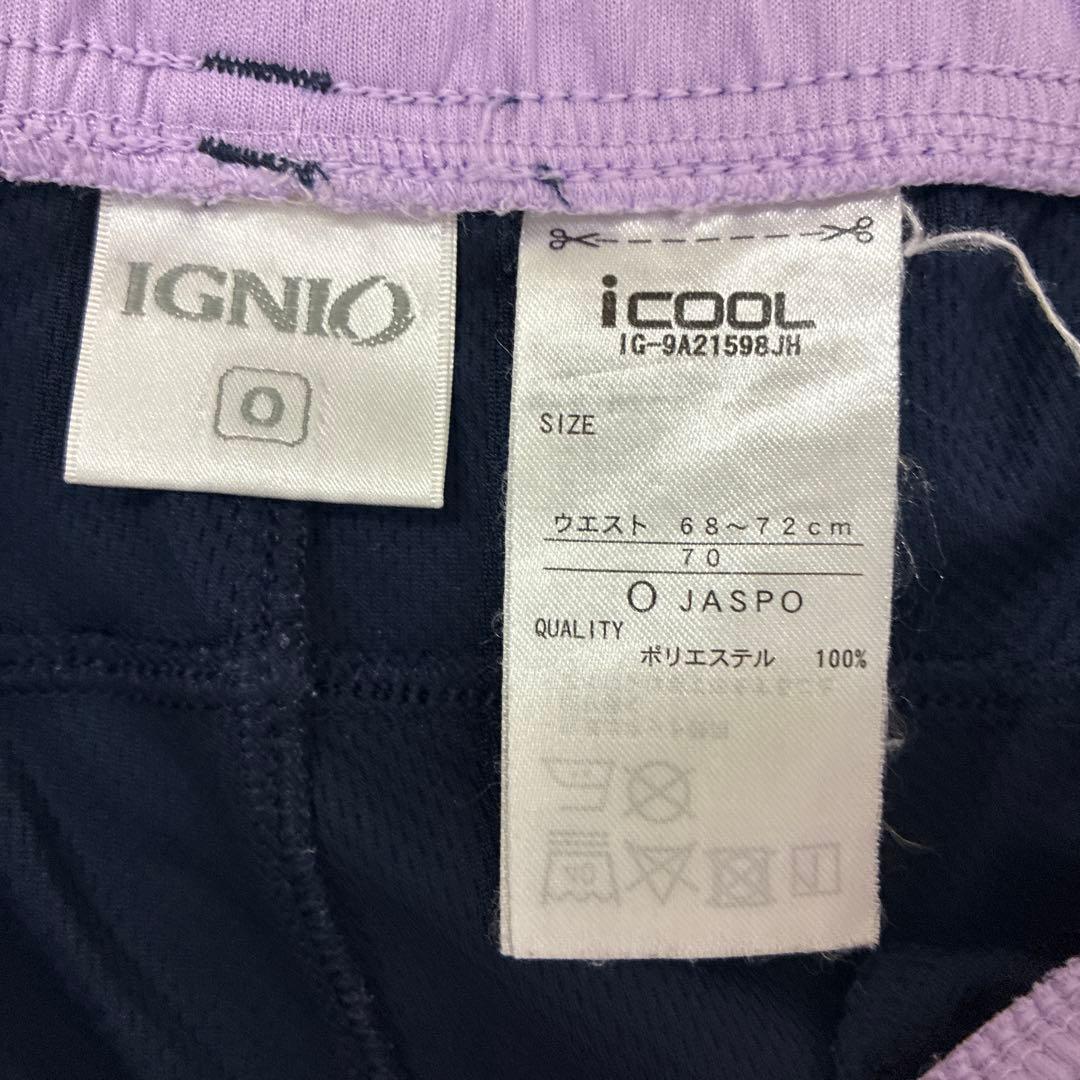 IGNIO
O
iCOOL
IG-9A21598JH
SIZE
ウエスト 68～72cm
70
O JASPO
QUALITY
ポリエステル 100%